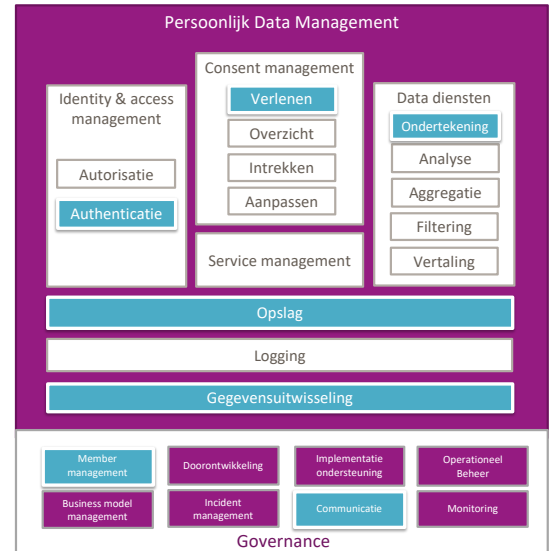 Persoonlijk Data Management
Identity & access
management
Autorisatie
Authenticatie
Consent management
Verlenen
Overzicht
Intrekken
Aanpassen
Service management
Data diensten
Ondertekening
Analyse
Aggregatie
Filtering
Vertaling
Opslag
Logging
Gegevensuitwisseling
Member
management
Doorontwikkeling
Implementatie
ondersteuning
Operationeel
Beheer
Business model
management
Incident
management
Communicatie
Monitoring
Governance